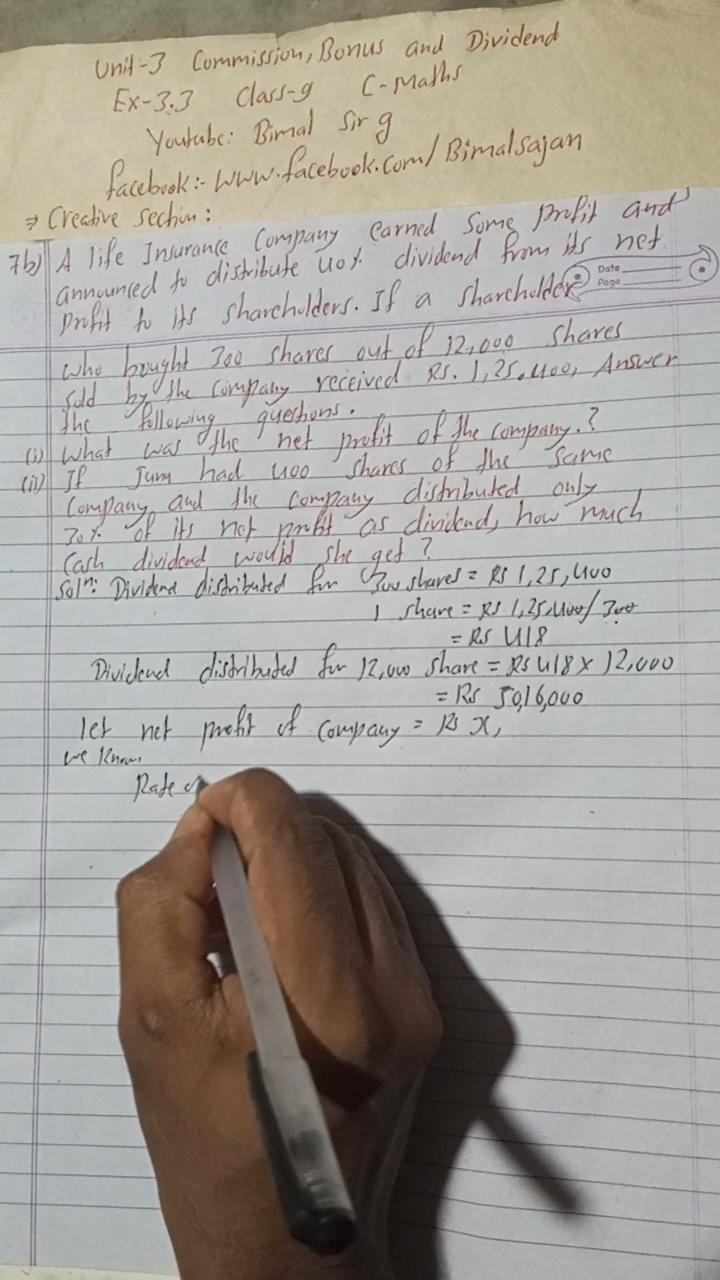 Unit-3 Commission, Bonus and Dividend
Ex-3.3 Class-9 C-Maths
Youtube: Bimal Sir g
facebook:- www.facebook.com/Bimalsajan
⇒ Creative section:
7b) A life Insurance Company earned some profit and
announced to distribute 40% dividend from its net
Date
profit to its shareholders. If a shareholder
Page
who bought 300 shares out of 12,000 shares
sold by the company received Rs. 1,25,400, Answer
the following questions.
(i) What was the net profit of the company.?
(ii) If Jum had 400 shares of the same
Company and the company distributed only
30% of its net profit as dividend, how much
Cash dividend would she get?
Solⁿ: Dividend distributed for 300 shares = RS 1,25,400
1 share = RS 1,25,400/300
= RS 418
Dividend distributed for 12,000 share = RS 418 × 12,000
= Rs 50,16,000
let net profit of Company = Rs x,
we know,
Rate o